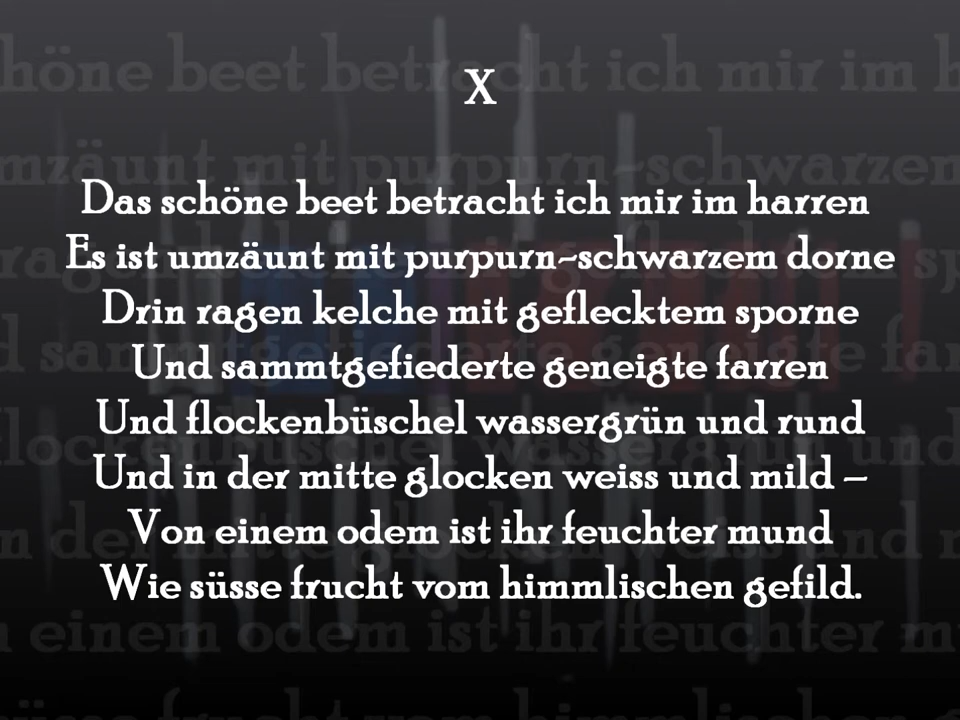 X
Das schöne beet betracht ich mir im harren
Es ist umzäunt mit purpurn-schwarzem dorne
Drin ragen kelche mit geflecktem sporne
Und sammtgefiederte geneigte farren
Und flockenbüschel wassergrün und rund
Und in der mitte glocken weiss und mild –
Von einem odem ist ihr feuchter mund
Wie süsse frucht vom himmlischen gefild.